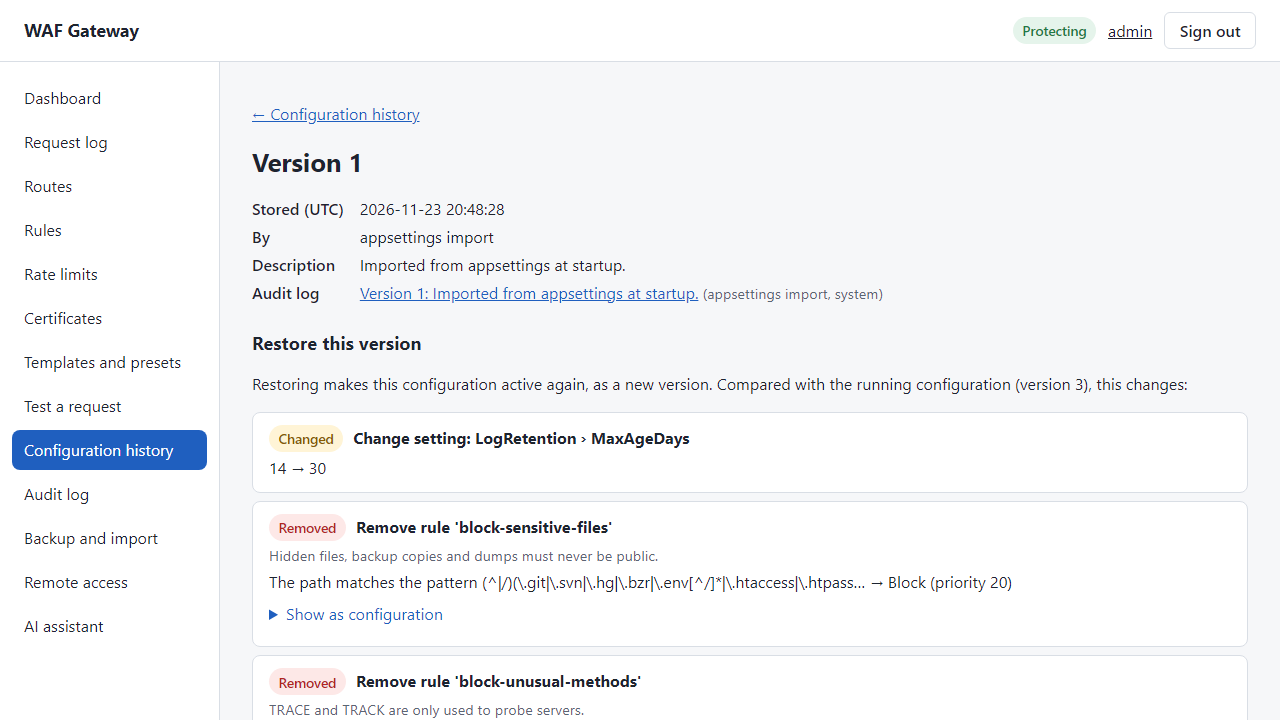 WAF Gateway
Protecting
admin
Sign out
Dashboard
Request log
Routes
Rules
Rate limits
Certificates
Templates and presets
Test a request
Configuration history
Audit log
Backup and import
Remote access
AI assistant
← Configuration history
Version 1
Stored (UTC) 2026-11-23 20:48:28
By appsettings import
Description Imported from appsettings at startup.
Audit log Version 1: Imported from appsettings at startup. (appsettings import, system)
Restore this version
Restoring makes this configuration active again, as a new version. Compared with the running configuration (version 3), this changes:
Changed Change setting: LogRetention › MaxAgeDays
14 → 30
Removed Remove rule 'block-sensitive-files'
Hidden files, backup copies and dumps must never be public.
The path matches the pattern (^|/)(\.git|\.svn|\.hg|\.bzr|\.env[^/]*|\.htaccess|\.htpass… → Block (priority 20)
Show as configuration
Removed Remove rule 'block-unusual-methods'
TRACE and TRACK are only used to probe servers.